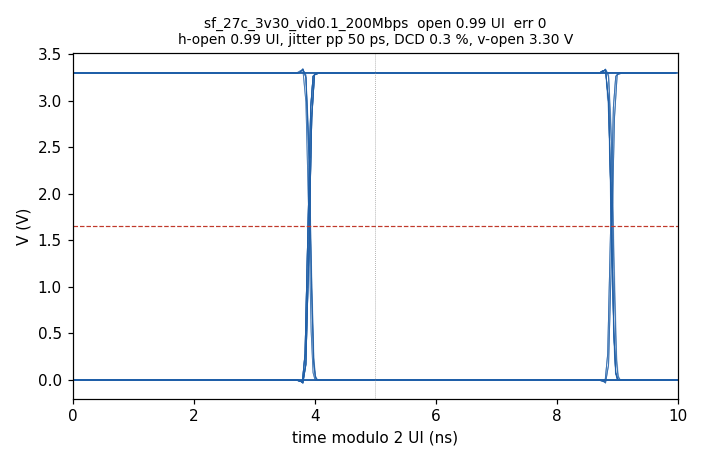 sf_27c_3v30_vid0.1_200Mbps  open 0.99 UI  err 0
h-open 0.99 UI, jitter pp 50 ps, DCD 0.3 %, v-open 3.30 V
3.5
3.0
2.5
2.0
1.5
1.0
0.5
0.0
V (V)
0 2 4 6 8 10
time modulo 2 UI (ns)